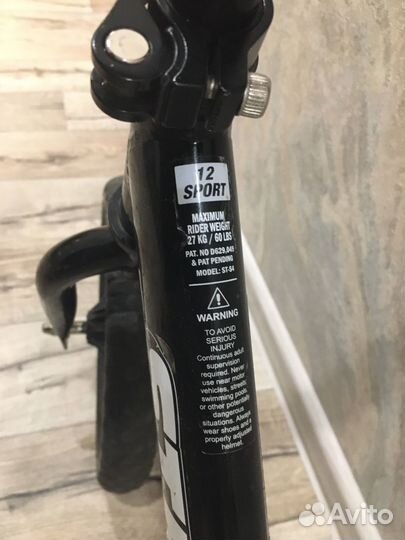 12
SPORT
MAXIMUM
RIDER WEIGHT
27 KG / 60 LBS
PAT. NO D629,049
& PAT PENDING
MODEL: ST-S4
WARNING
TO AVOID
SERIOUS
INJURY
Continuous adult
supervision
required. Never
use near motor
vehicles, streets,
swimming pools,
or other potentially
dangerous
situations. Always
wear shoes and a
properly adjusted
helmet.
Avito